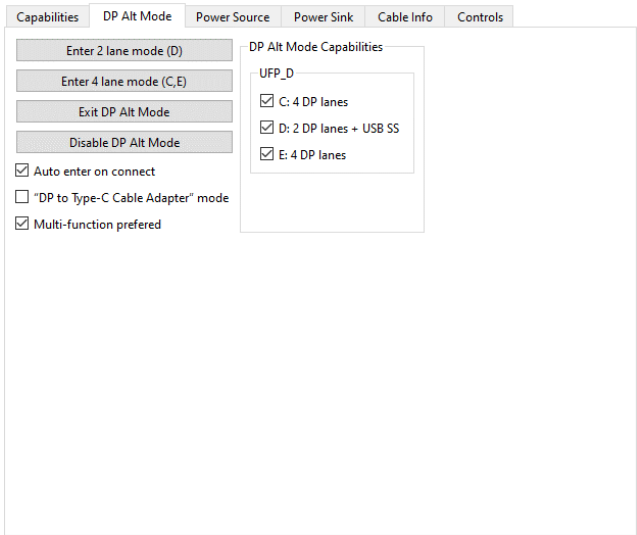 Capabilities DP Alt Mode Power Source Power Sink Cable Info Controls
Enter 2 lane mode (D)
Enter 4 lane mode (C,E)
Exit DP Alt Mode
Disable DP Alt Mode
Auto enter on connect
"DP to Type-C Cable Adapter" mode
Multi-function prefered
DP Alt Mode Capabilities
UFP_D
C: 4 DP lanes
D: 2 DP lanes + USB SS
E: 4 DP lanes